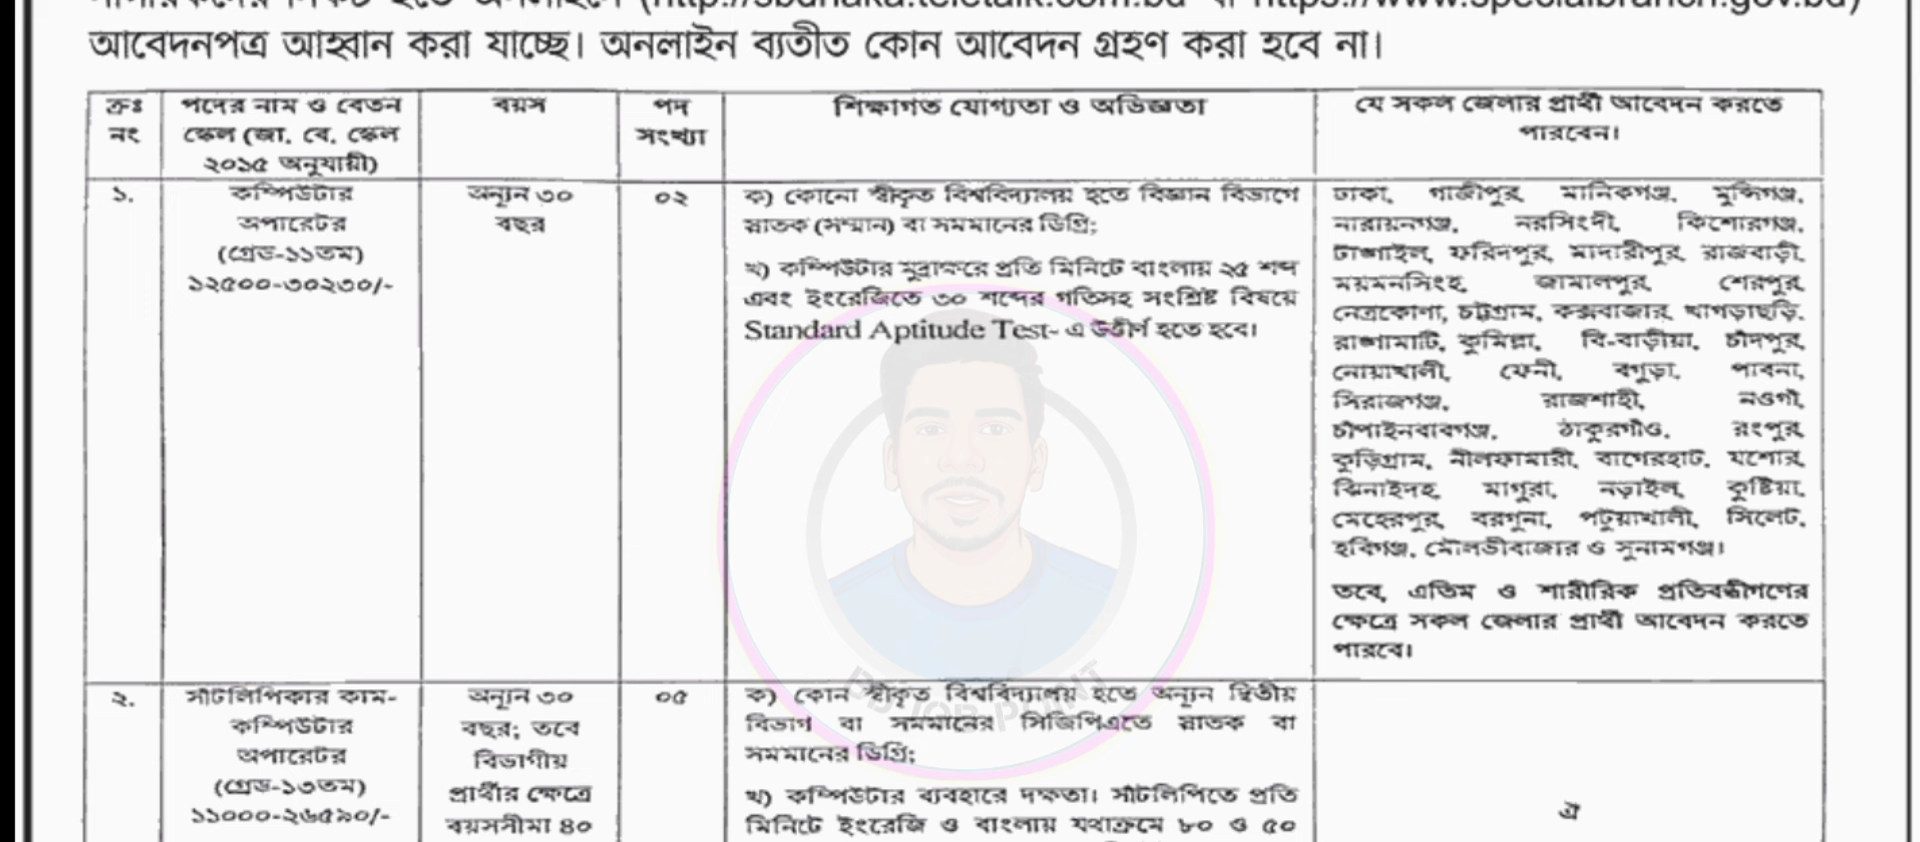 আবেদনপত্র আহ্বান করা যাচ্ছে। অনলাইন ব্যতীত কোন আবেদন গ্রহণ করা হবে না।
ক্রঃ নং
পদের নাম ও বেতন
স্কেল (জা. বে. স্কেল
২০১৫ অনুযায়ী)
বয়স
পদ
সংখ্যা
শিক্ষাগত যোগ্যতা ও অভিজ্ঞতা
যে সকল জেলার প্রার্থী আবেদন করতে
পারবেন।
১.
কম্পিউটার
অপারেটর
(গ্রেড-১১তম)
১২৫০০-৩০২৩০/-
অন্যূন ৩০
বছর
০২
ক) কোনো স্বীকৃত বিশ্ববিদ্যালয় হতে বিজ্ঞান বিভাগে
স্নাতক (সম্মান) বা সমমানের ডিগ্রি;
খ) কম্পিউটার মুদ্রাক্ষরে প্রতি মিনিটে বাংলায় ২৫ শব্দ
এবং ইংরেজিতে ৩০ শব্দের গতিসহ সংশ্লিষ্ট বিষয়ে
Standard Aptitude Test- এ উত্তীর্ণ হতে হবে।
ঢাকা, গাজীপুর, মানিকগঞ্জ, মুন্সিগঞ্জ,
নারায়নগঞ্জ, নরসিংদী, কিশোরগঞ্জ,
টাঙ্গাইল, ফরিদপুর, মাদারীপুর, রাজবাড়ী,
ময়মনসিংহ, জামালপুর, শেরপুর,
নেত্রকোণা, চট্টগ্রাম, কক্সবাজার, খাগড়াছড়ি,
রাঙ্গামাটি, কুমিল্লা, বি-বাড়ীয়া, চাঁদপুর,
নোয়াখালী, ফেনী, বগুড়া, পাবনা,
সিরাজগঞ্জ, রাজশাহী, নওগাঁ,
চাঁপাইনবাবগঞ্জ, ঠাকুরগাঁও, রংপুর,
কুড়িগ্রাম, নীলফামারী, বাগেরহাট, যশোর,
ঝিনাইদহ, মাগুরা, নড়াইল, কুষ্টিয়া,
মেহেরপুর, বরগুনা, পটুয়াখালী, সিলেট,
হবিগঞ্জ, মৌলভীবাজার ও সুনামগঞ্জ।
তবে, এতিম ও শারীরিক প্রতিবন্ধীগণের
ক্ষেত্রে সকল জেলার প্রার্থী আবেদন করতে
পারবে।
২.
সাঁটলিপিকার কাম-
কম্পিউটার
অপারেটর
(গ্রেড-১৩তম)
১১০০০-২৬৫৯০/-
অন্যূন ৩০
বছর; তবে
বিভাগীয়
প্রার্থীর ক্ষেত্রে
বয়সসীমা ৪০
০৫
ক) কোন স্বীকৃত বিশ্ববিদ্যালয় হতে অন্যূন দ্বিতীয়
বিভাগ বা সমমানের সিজিপিএতে স্নাতক বা
সমমানের ডিগ্রি;
খ) কম্পিউটার ব্যবহারে দক্ষতা। সাঁটলিপিতে প্রতি
মিনিটে ইংরেজি ও বাংলায় যথাক্রমে ৮০ ও ৫০
ঐ
JOB POINT